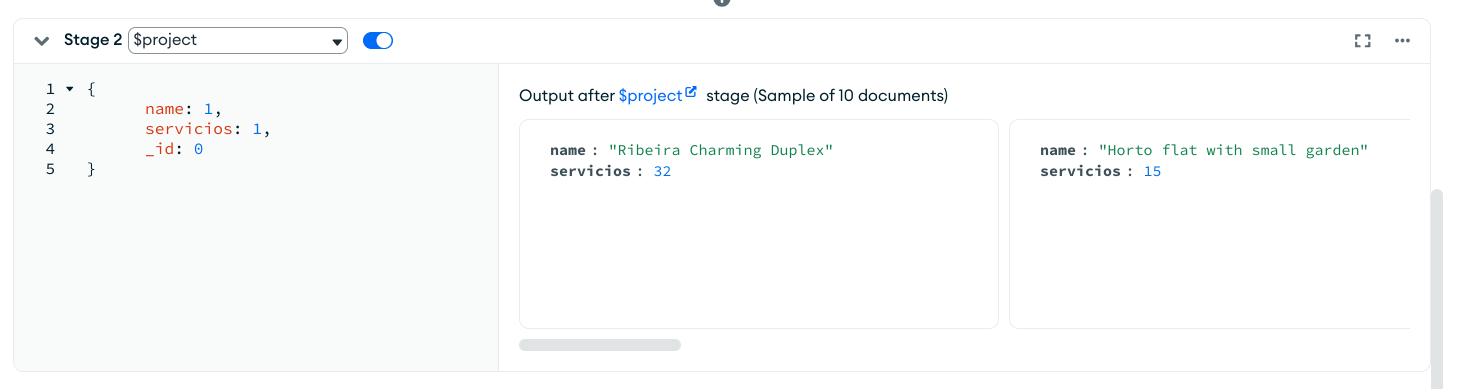 Stage 2 $project
1 {
2 name: 1,
3 servicios: 1,
4 _id: 0
5 }
Output after $project stage (Sample of 10 documents)
name : "Ribeira Charming Duplex"
servicios : 32
name : "Horto flat with small garden"
servicios : 15